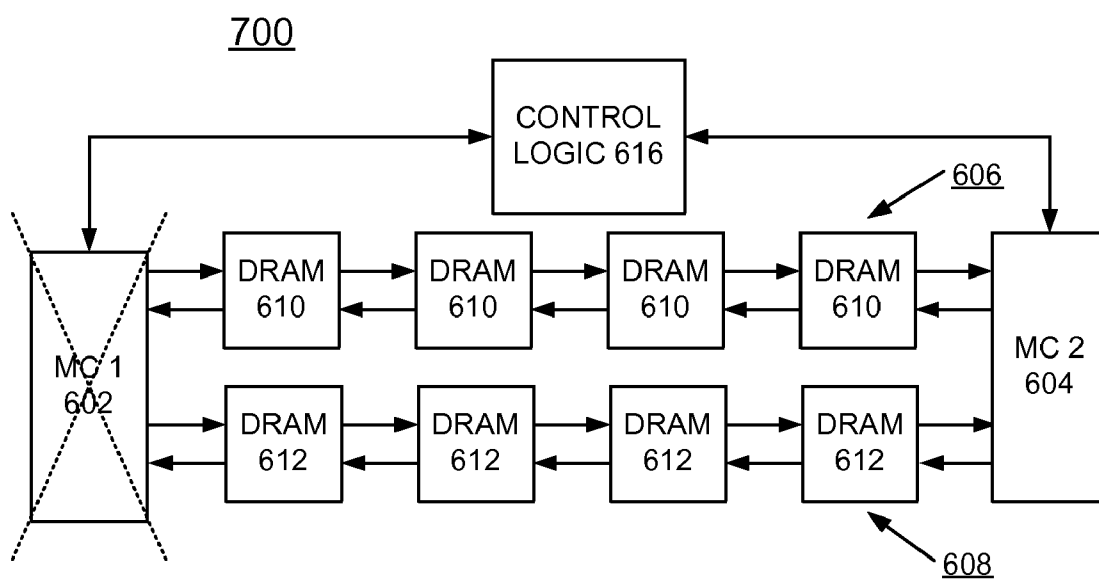 700
CONTROL
LOGIC 616
606
DRAM
610
DRAM
610
DRAM
610
DRAM
610
MC 1
602
MC 2
604
DRAM
612
DRAM
612
DRAM
612
DRAM
612
608